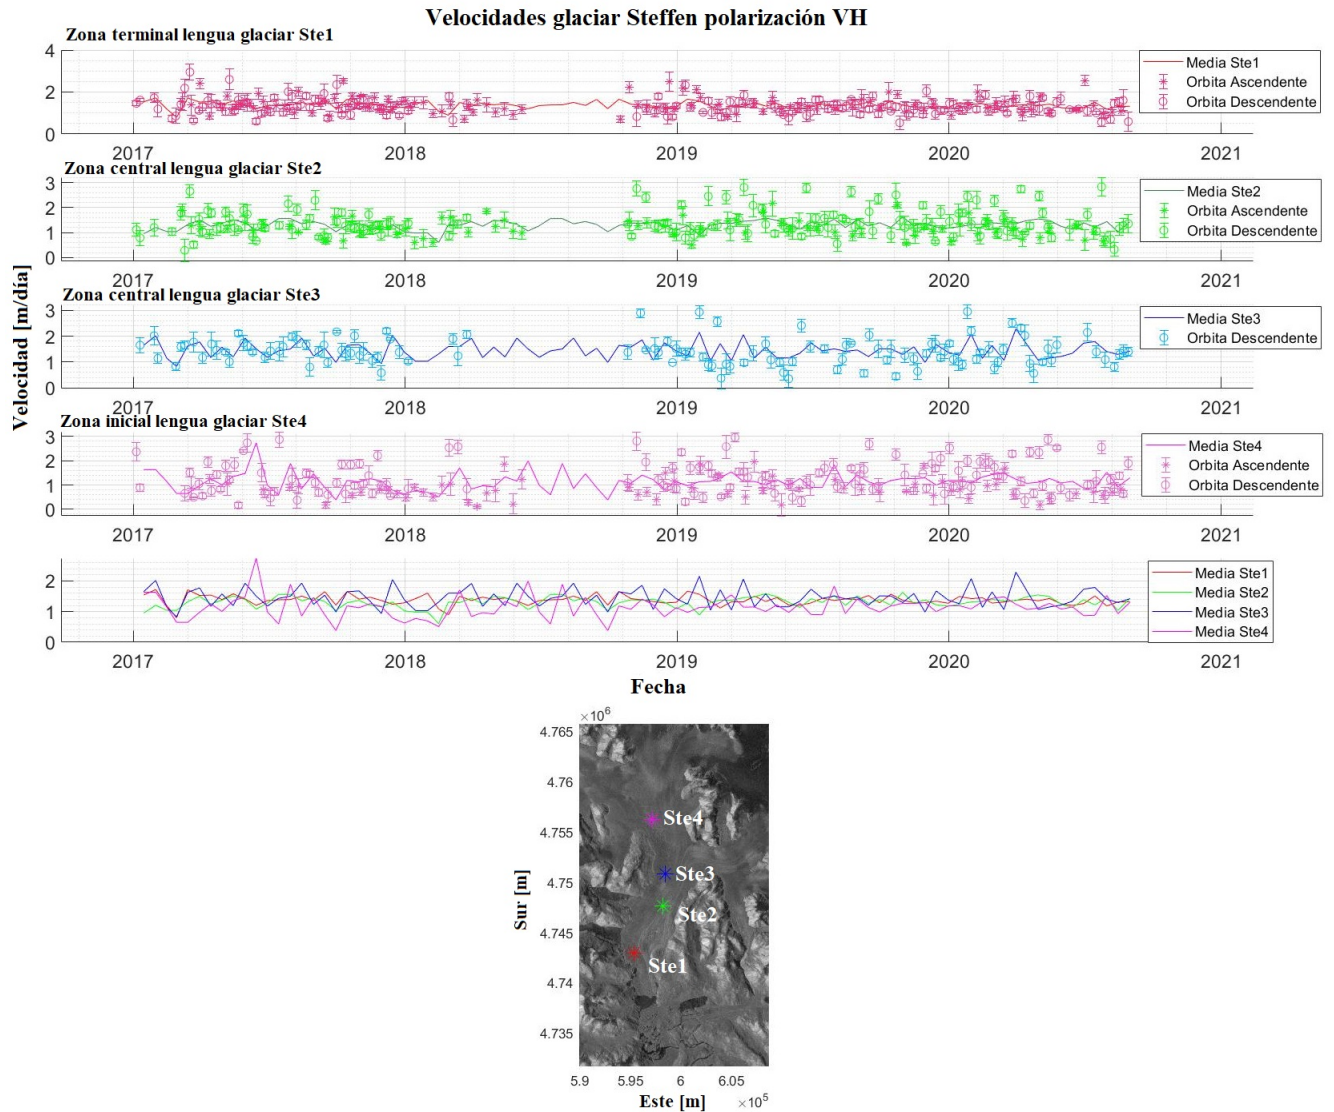 Velocidades glaciar Steffen polarización VH
Zona terminal lengua glaciar Ste1
4
2
0
Media Ste1
Orbita Ascendente
Orbita Descendente
2017 2018 2019 2020 2021
Zona central lengua glaciar Ste2
3
2
1
0
Media Ste2
Orbita Ascendente
Orbita Descendente
2017 2018 2019 2020 2021
Velocidad [m/día]
Zona central lengua glaciar Ste3
3
2
1
0
Media Ste3
Orbita Descendente
2017 2018 2019 2020 2021
Zona inicial lengua glaciar Ste4
3
2
1
0
Media Ste4
Orbita Ascendente
Orbita Descendente
2017 2018 2019 2020 2021
2
1
0
Media Ste1
Media Ste2
Media Ste3
Media Ste4
2017 2018 2019 2020 2021
Fecha
×10⁶
4.765
4.76
4.755
4.75
4.745
4.74
4.735
Sur [m]
Ste4
Ste3
Ste2
Ste1
5.9 5.95 6 6.05
Este [m] ×10⁵